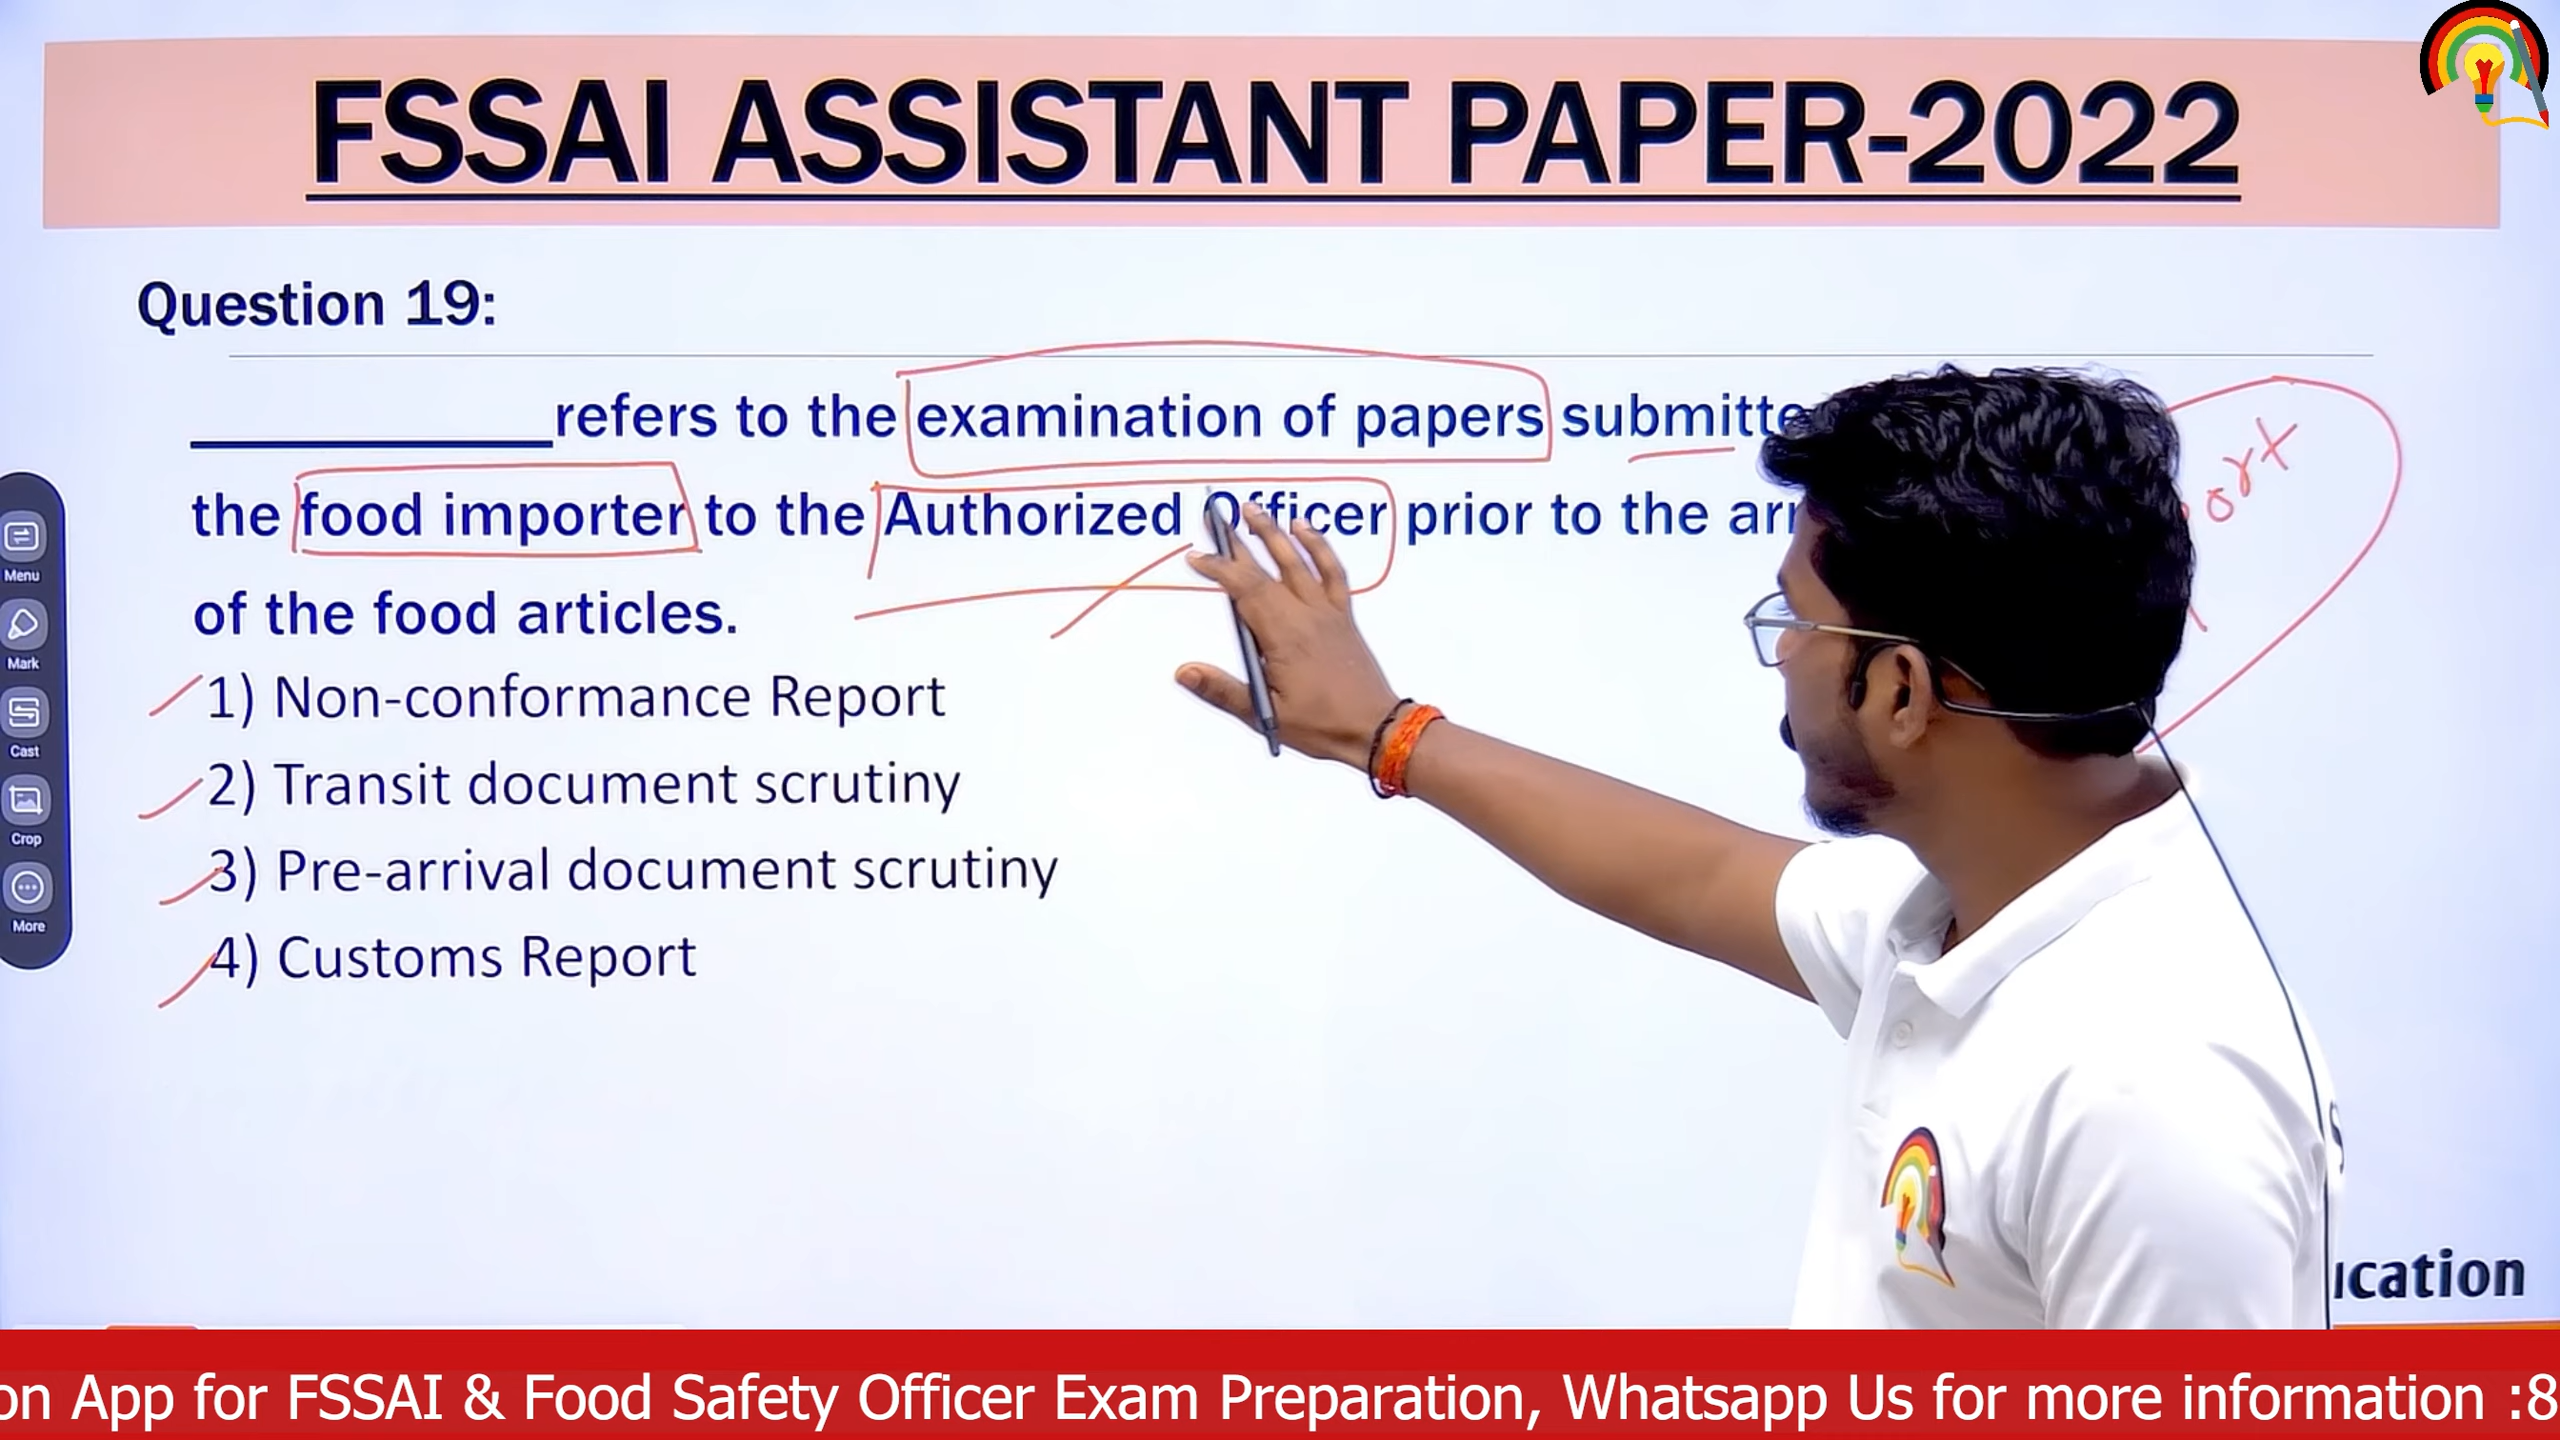 FSSAI ASSISTANT PAPER-2022
Question 19:
refers to the examination of papers submitte
ort
the food importer to the Authorized Officer prior to the arr
of the food articles.
1) Non-conformance Report
2) Transit document scrutiny
3) Pre-arrival document scrutiny
4) Customs Report
Menu
Mark
Cast
Crop
More
ication
on App for FSSAI & Food Safety Officer Exam Preparation, Whatsapp Us for more information :8